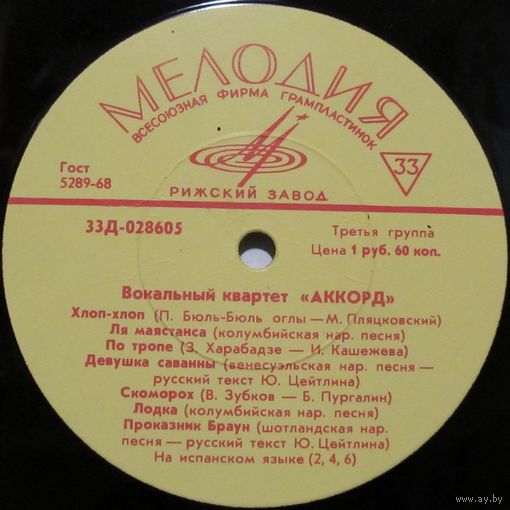 МЕЛОДИЯ
ВСЕСОЮЗНАЯ ФИРМА ГРАМПЛАСТИНОК
33
Гост
5289-68
РИЖСКИЙ ЗАВОД
33Д-028605
Третья группа
Цена 1 руб. 60 коп.
Вокальный квартет «АККОРД»
Хлоп-хлоп (П. Бюль-Бюль оглы — М. Пляцковский)
Ля маястанса (колумбийская нар. песня)
По тропе (З. Харабадзе — И. Кашежева)
Девушка саванны (венесуэльская нар. песня —
русский текст Ю. Цейтлина)
Скоморох (В. Зубков — Б. Пургалин)
Лодка (колумбийская нар. песня)
Проказник Браун (шотландская нар.
песня — русский текст Ю. Цейтлина)
На испанском языке (2, 4, 6)
www.ay.by